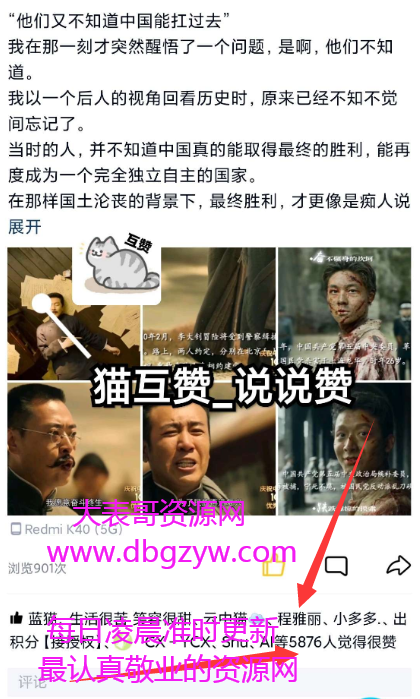 “他们又不知道中国能扛过去”
我在那一刻才突然醒悟了一个问题，是啊，他们不知
道。
我以一个后人的视角回看历史时，原来已经不知不觉
间忘记了。
当时的人，并不知道中国真的能取得最终的胜利，能再
度成为一个完全独立自主的国家。
在那样国土沦丧的背景下，最终胜利，才更像是痴人说
展开
互赞
猫互赞_说说赞
大表哥资源网
Redmi K40 (5G)
www.dbgzyw.com
浏览901次
蓝猫、生活很苦 笑容很甜、云中猫、程雅丽、小多多.、出
每日凌晨准时更新
积分【接授权】、CX、YCX、Shu、AI等5876人觉得很赞
最认真敬业的资源网
评论